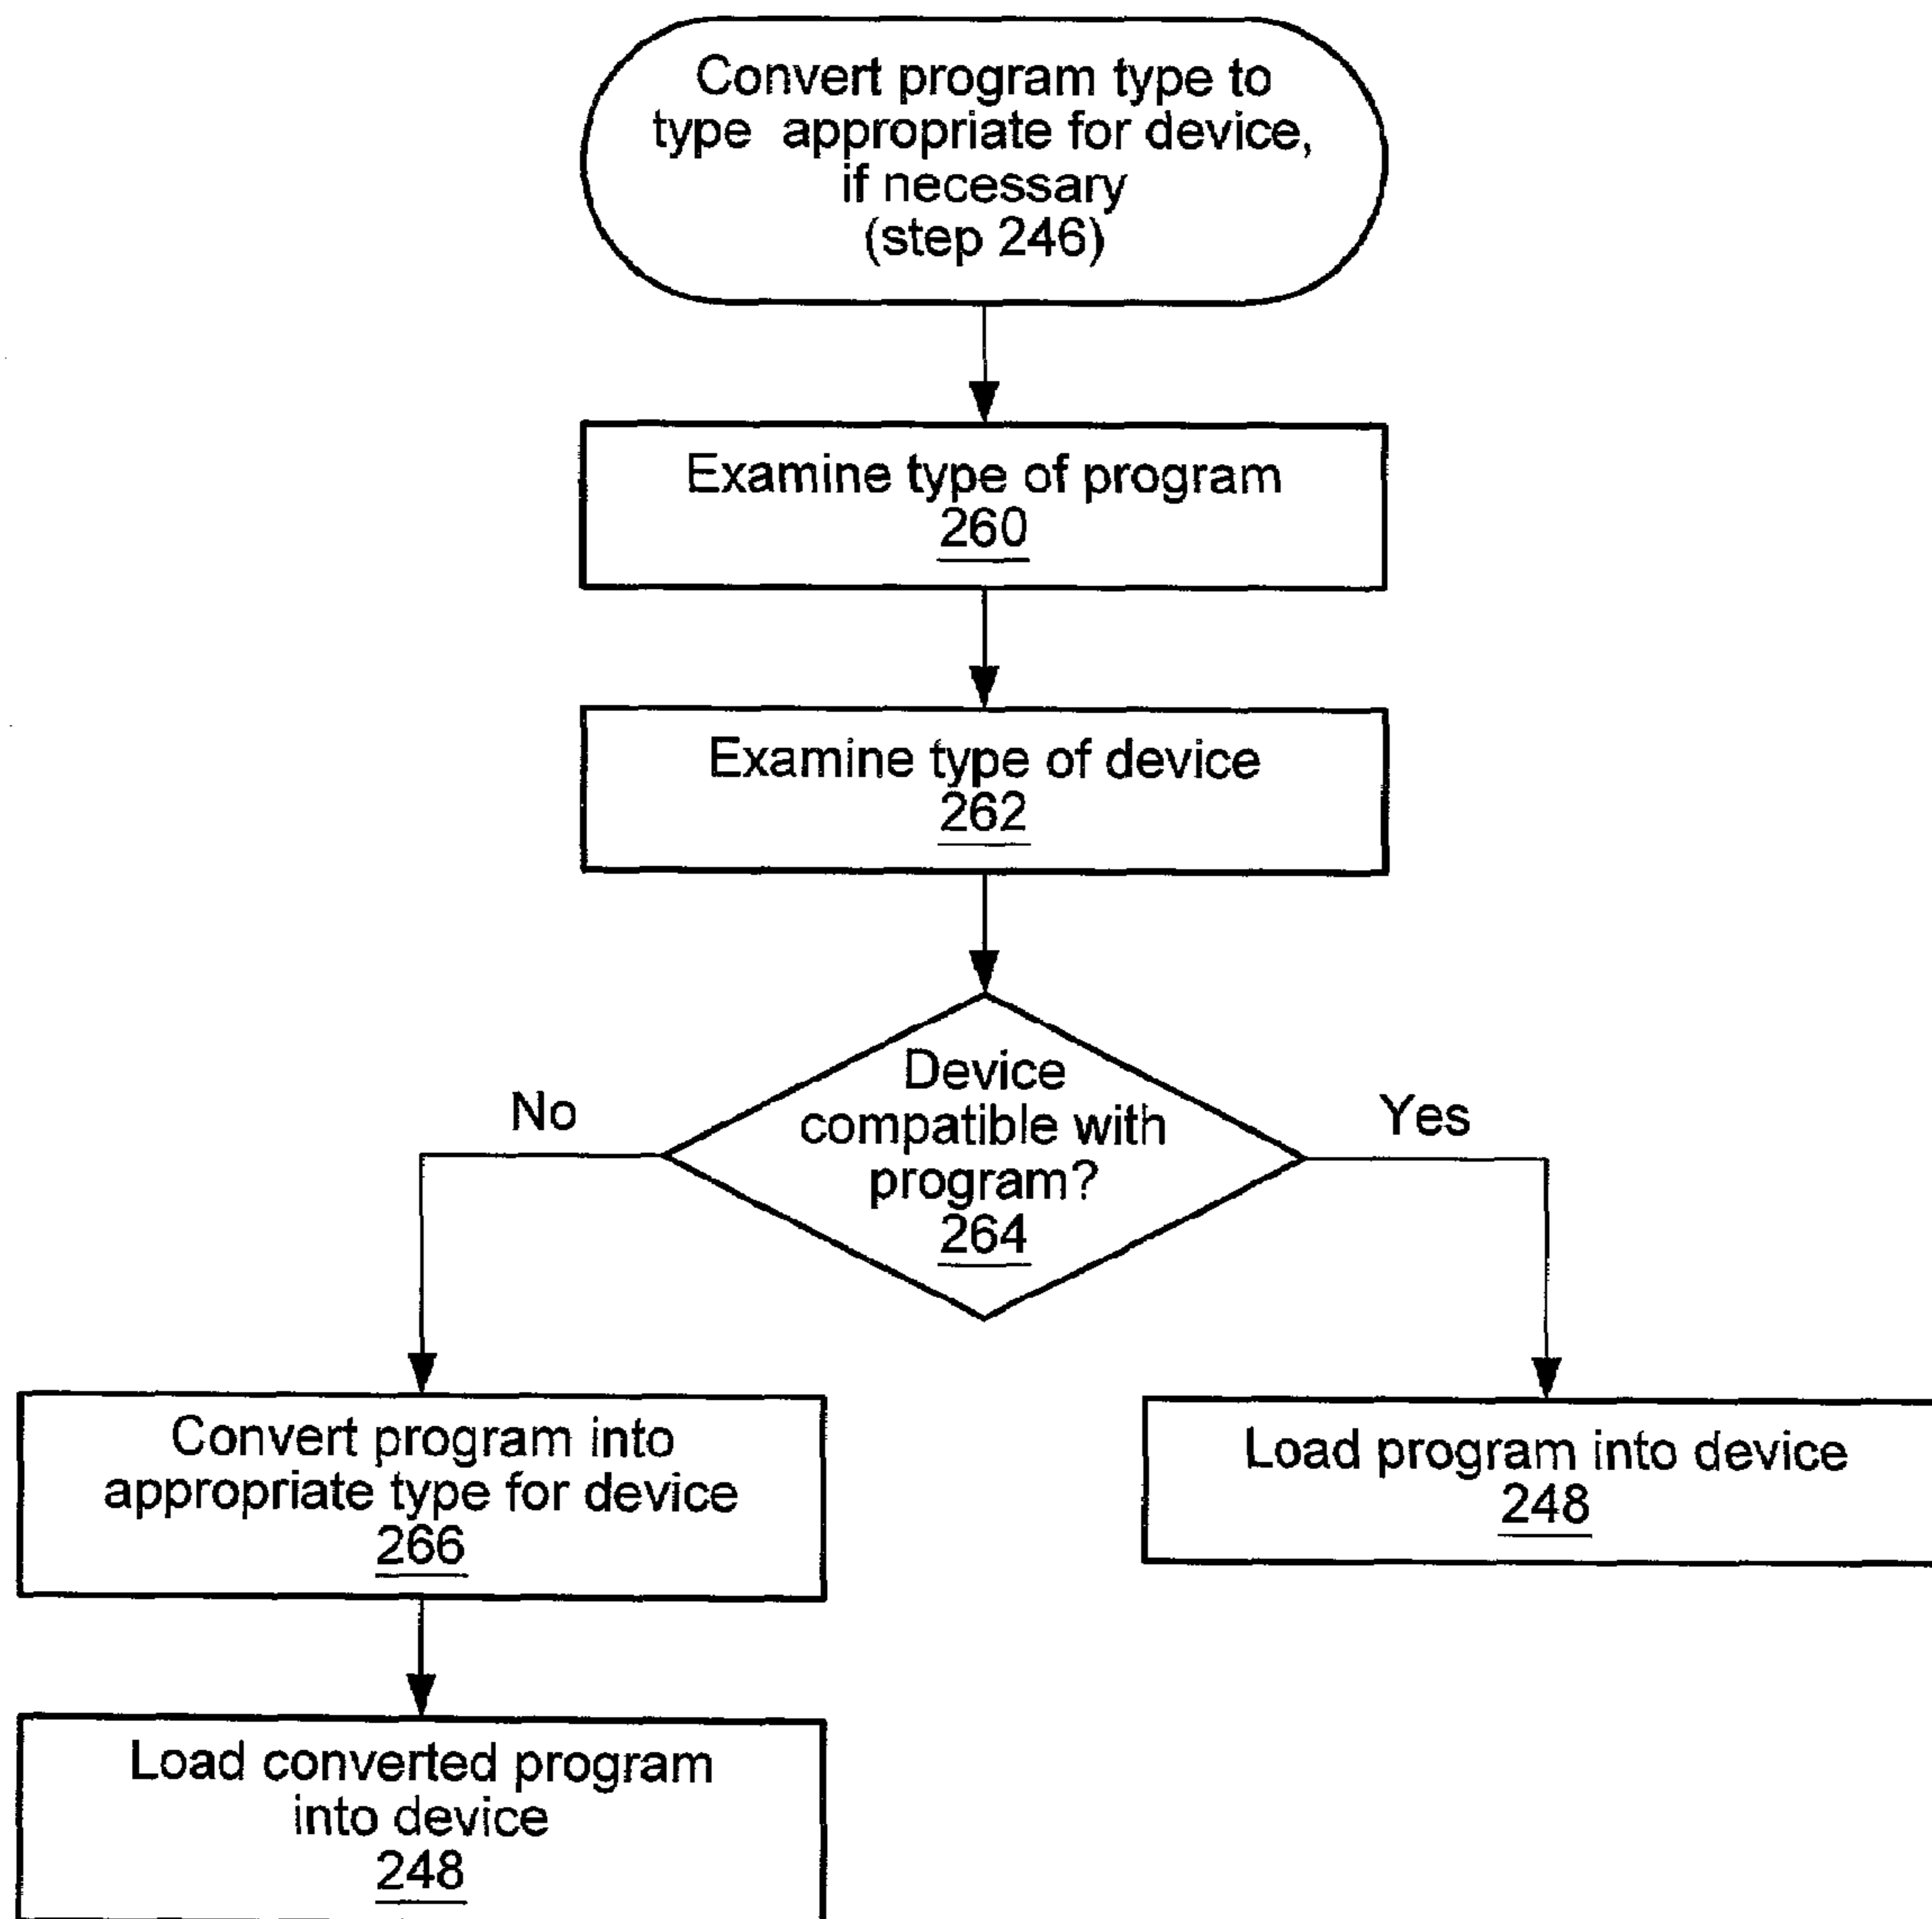 Convert program type to
type appropriate for device,
if necessary
(step 246)
Examine type of program
260
Examine type of device
262
Device
compatible with
program?
264
No
Yes
Convert program into
appropriate type for device
266
Load program into device
248
Load converted program
into device
248